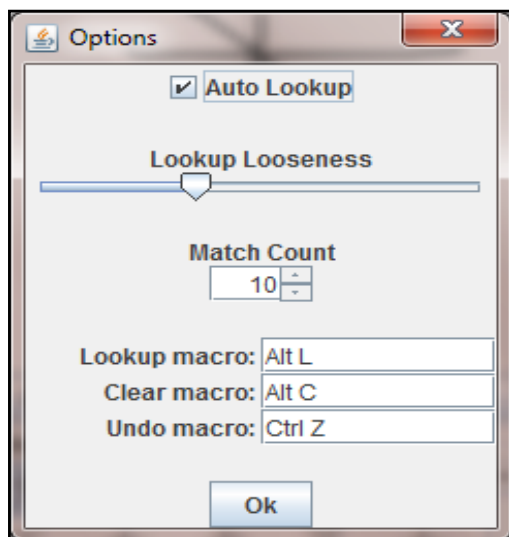 Options
Auto Lookup
Lookup Looseness
Match Count
10
Lookup macro: Alt L
Clear macro: Alt C
Undo macro: Ctrl Z
Ok